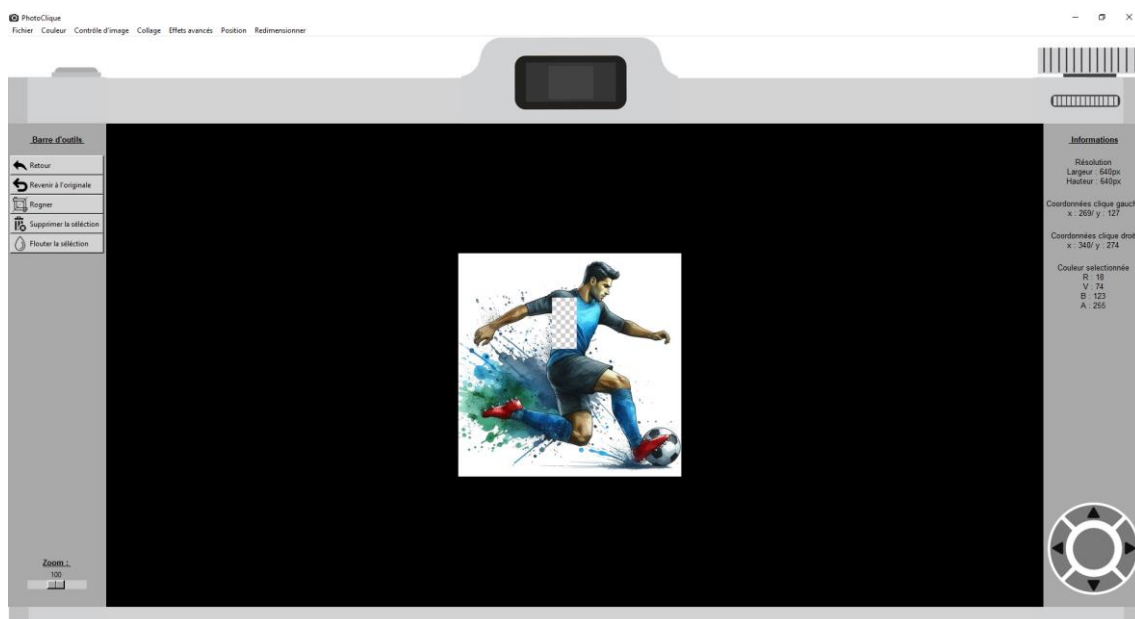 PhotoClique
Fichier Couleur Contrôle d'image Collage Effets avancés Position Redimensionner
Barre d'outils
Retour
Revenir à l'originale
Rogner
Supprimer la séléction
Flouter la séléction
Zoom :
100
Informations
Résolution
Largeur : 640px
Hauteur : 640px
Coordonnées clique gauch
x : 269/ y : 127
Coordonnées clique droit
x : 340/ y : 274
Couleur selectionnée
R : 18
V : 74
B : 123
A : 255